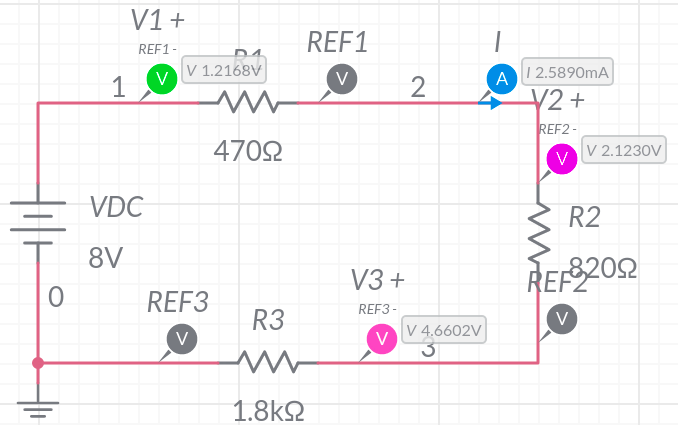 V1 +
REF1 -
V
V 1.2168V
R1
REF1
V
I
A
I 2.5890mA
1
2
470Ω
V2 +
REF2 -
V
V 2.1230V
VDC
8V
R2
820Ω
REF2
V
0
REF3
V
R3
1.8kΩ
V3 +
REF3 -
V
V 4.6602V
3